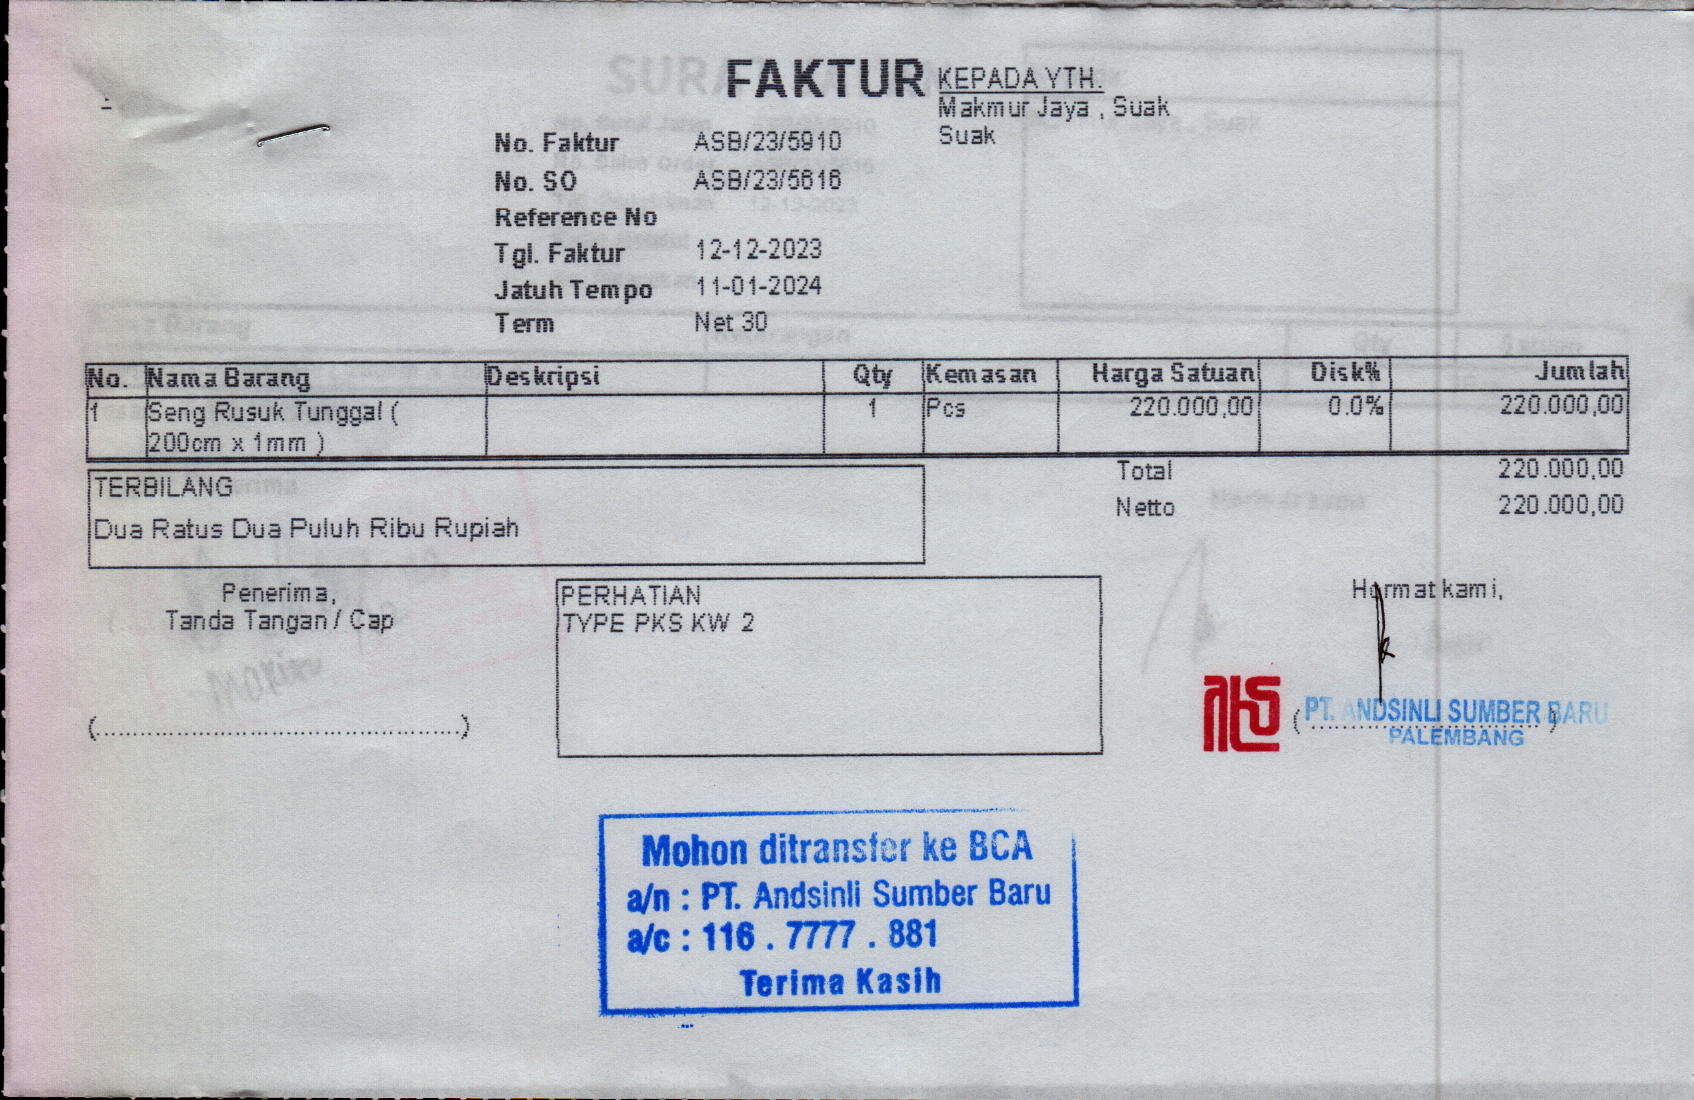 FAKTUR
KEPADA YTH.
Makmur Jaya , Suak
Suak
No. Faktur ASB/23/5910
No. SO ASB/23/5616
Reference No
Tgl. Faktur 12-12-2023
Jatuh Tempo 11-01-2024
Term Net 30
No. Nama Barang Deskripsi Qty Kemasan Harga Satuan Disk% Jumlah
1 Seng Rusuk Tunggal ( 1 Pcs 220.000,00 0.0% 220.000,00
200cm x 1mm )
Total 220.000,00
Netto 220.000,00
TERBILANG
Dua Ratus Dua Puluh Ribu Rupiah
Penerima,
Tanda Tangan / Cap
(......................................................)
PERHATIAN
TYPE PKS KW 2
Hormat kami,
PT. ANDSINLI SUMBER BARU
PALEMBANG
Mohon ditransfer ke BCA
a/n : PT. Andsinli Sumber Baru
a/c : 116 . 7777 . 881
Terima Kasih